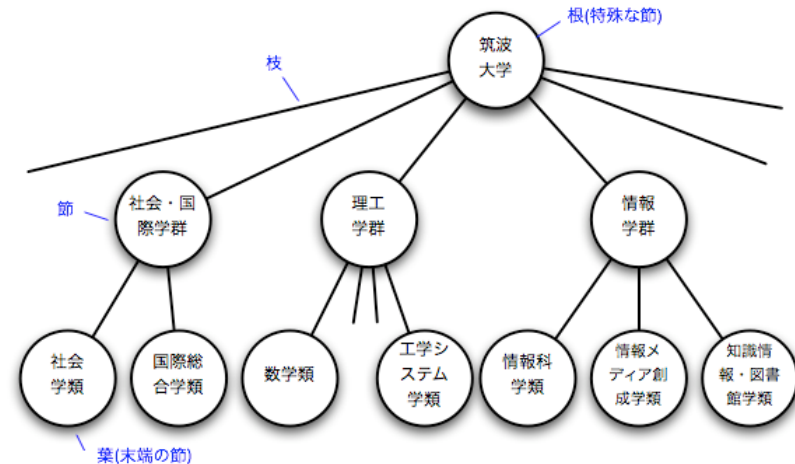 根(特殊な節)
筑波
大学
枝
節
社会・国
際学群
理工
学群
情報
学群
社会
学類
国際総
合学類
数学類
工学シ
ステム
学類
情報科
学類
情報メ
ディア創
成学類
知識情
報・図書
館学類
葉(末端の節)